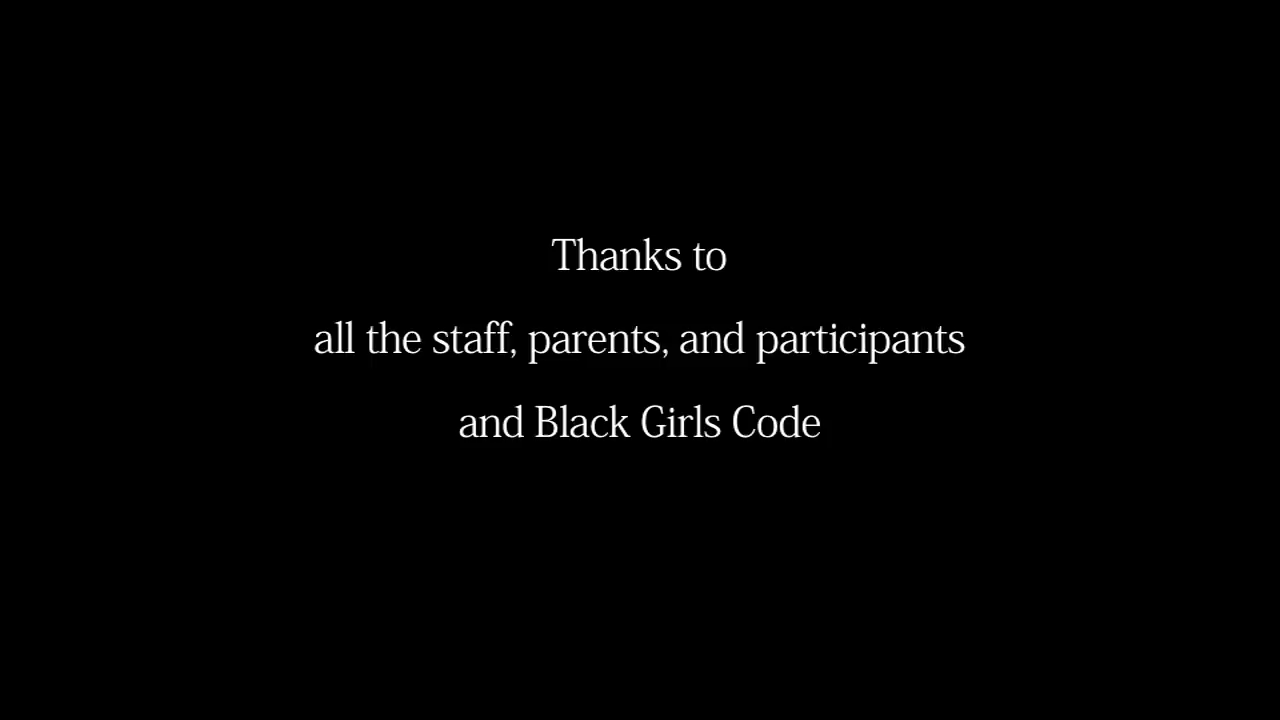 Thanks to
all the staff, parents, and participants
and Black Girls Code